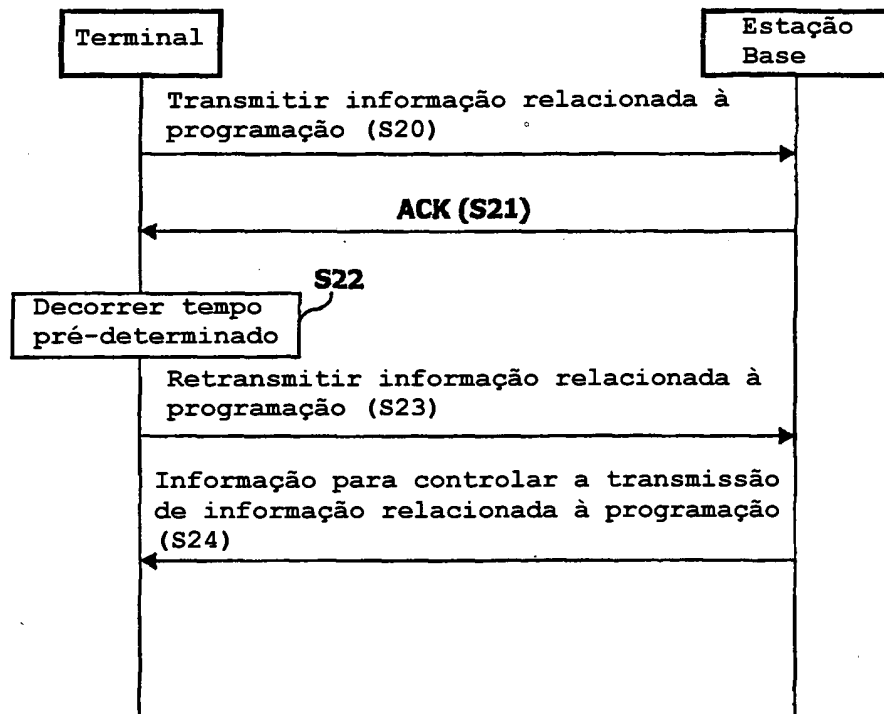 Terminal
Estação
Base
Transmitir informação relacionada à
programação (S20)
ACK (S21)
S22
Decorrer tempo
pré-determinado
Retransmitir informação relacionada à
programação (S23)
Informação para controlar a transmissão
de informação relacionada à programação
(S24)